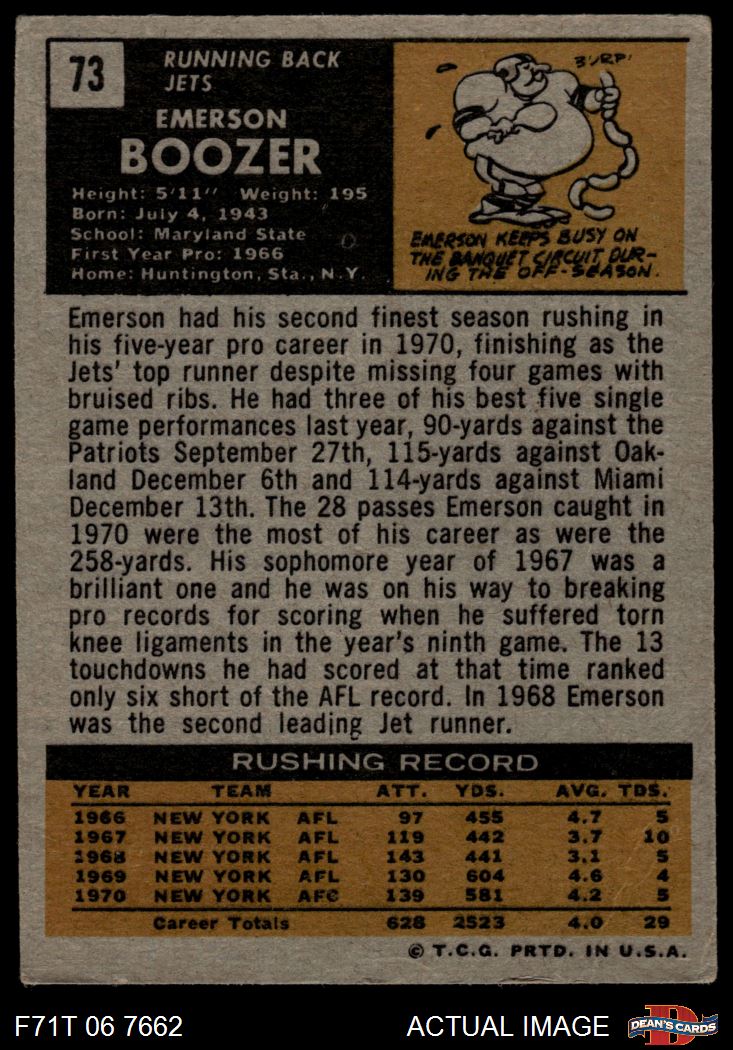 73
RUNNING BACK
JETS
EMERSON
BOOZER
Height: 5'11" Weight: 195
Born: July 4, 1943
School: Maryland State
First Year Pro: 1966
Home: Huntington, Sta., N.Y.
BURP!
EMERSON KEEPS BUSY ON
THE BANQUET CIRCUIT DUR-
ING THE OFF-SEASON.
Emerson had his second finest season rushing in
his five-year pro career in 1970, finishing as the
Jets' top runner despite missing four games with
bruised ribs. He had three of his best five single
game performances last year, 90-yards against the
Patriots September 27th, 115-yards against Oak-
land December 6th and 114-yards against Miami
December 13th. The 28 passes Emerson caught in
1970 were the most of his career as were the
258-yards. His sophomore year of 1967 was a
brilliant one and he was on his way to breaking
pro records for scoring when he suffered torn
knee ligaments in the year's ninth game. The 13
touchdowns he had scored at that time ranked
only six short of the AFL record. In 1968 Emerson
was the second leading Jet runner.
RUSHING RECORD
YEAR TEAM ATT. YDS. AVG. TDS.
1966 NEW YORK AFL 97 455 4.7 5
1967 NEW YORK AFL 119 442 3.7 10
1968 NEW YORK AFL 143 441 3.1 5
1969 NEW YORK AFL 130 604 4.6 4
1970 NEW YORK AFC 139 581 4.2 5
Career Totals 628 2523 4.0 29
© T.C.G. PRTD. IN U.S.A.
F71T 06 7662 ACTUAL IMAGE D DEAN'S CARDS